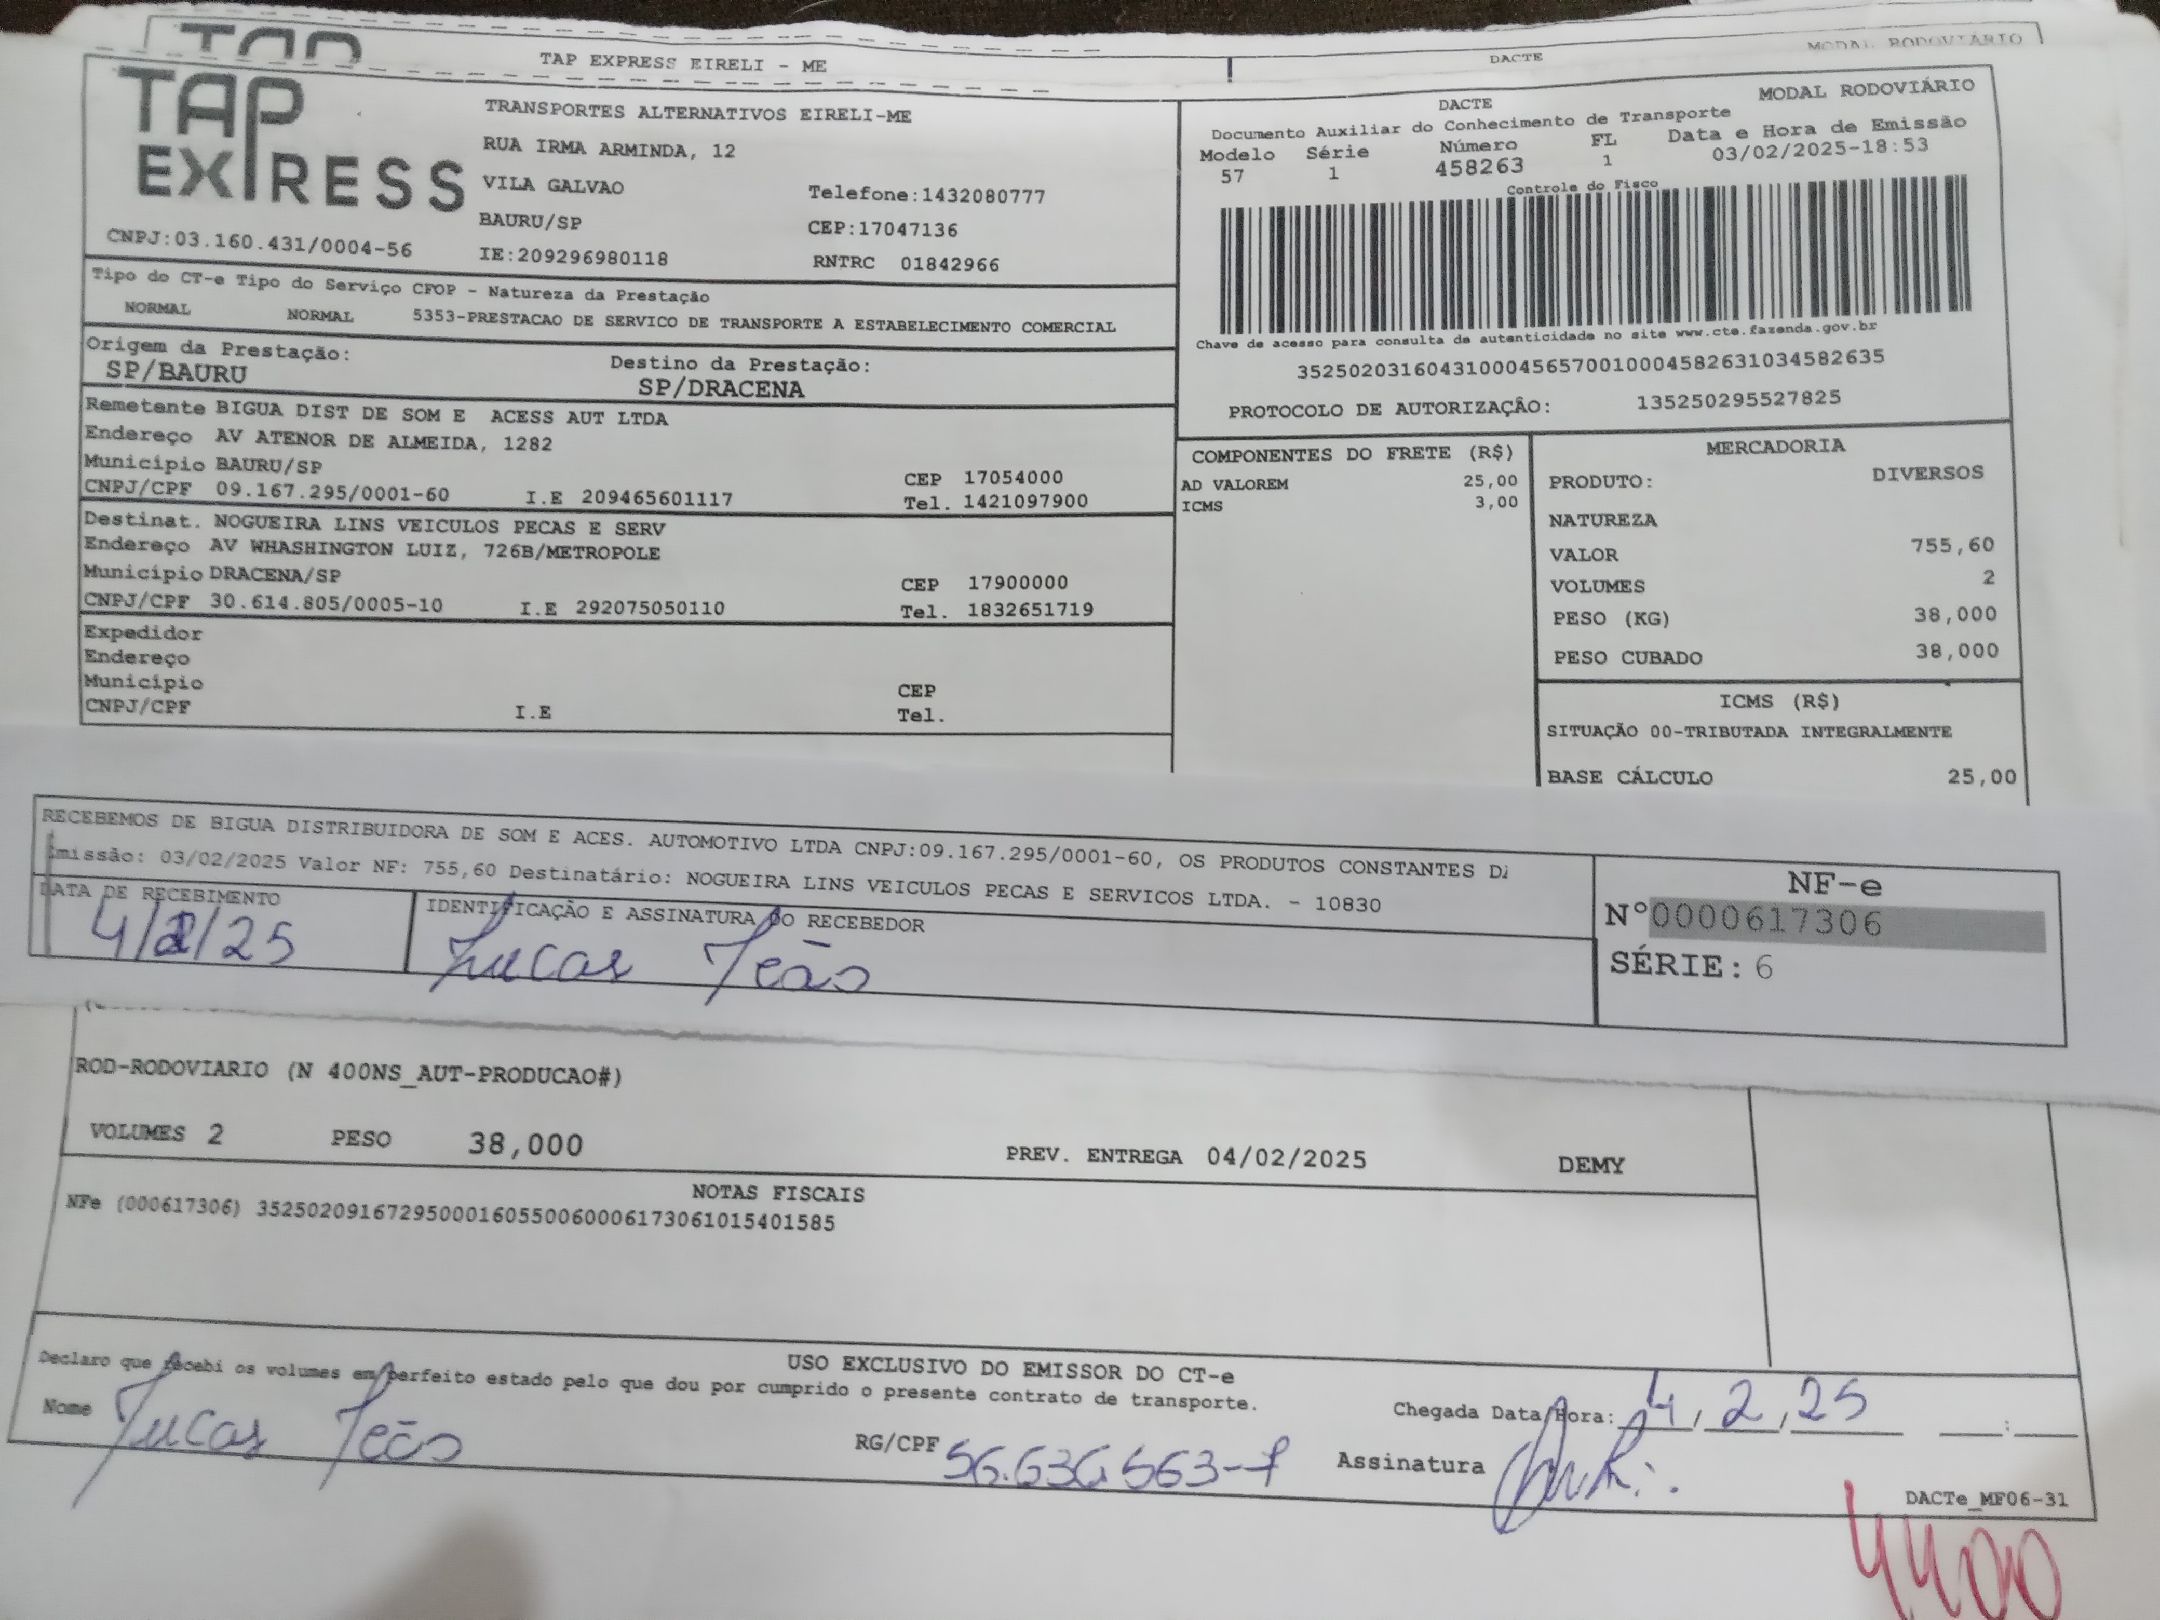 TAP
TAP EXPRESS EIRELI - ME
DACTE
MODAL RODOVIÁRIO
TAP
EXPRESS
CNPJ:03.160.431/0004-56
TRANSPORTES ALTERNATIVOS EIRELI-ME
RUA IRMA ARMINDA, 12
VILA GALVAO Telefone:1432080777
BAURU/SP CEP:17047136
IE:209296980118 RNTRC 01842966
DACTE MODAL RODOVIÁRIO
Documento Auxiliar do Conhecimento de Transporte
Modelo Série Número FL Data e Hora de Emissão
57 1 458263 1 03/02/2025-18:53
Controle do Fisco
Chave de acesso para consulta de autenticidade no site www.cte.fazenda.gov.br
35250203160431000456570010004582631034582635
PROTOCOLO DE AUTORIZAÇÃO: 135250295527825
Tipo do CT-e Tipo do Serviço CFOP - Natureza da Prestação
NORMAL NORMAL 5353-PRESTACAO DE SERVICO DE TRANSPORTE A ESTABELECIMENTO COMERCIAL
Origem da Prestação: Destino da Prestação:
SP/BAURU SP/DRACENA
Remetente BIGUA DIST DE SOM E ACESS AUT LTDA
Endereço AV ATENOR DE ALMEIDA, 1282
Município BAURU/SP CEP 17054000
CNPJ/CPF 09.167.295/0001-60 I.E 209465601117 Tel. 1421097900
Destinat. NOGUEIRA LINS VEICULOS PECAS E SERV
Endereço AV WHASHINGTON LUIZ, 726B/METROPOLE
Município DRACENA/SP CEP 17900000
CNPJ/CPF 30.614.805/0005-10 I.E 292075050110 Tel. 1832651719
Expedidor
Endereço
Município CEP
CNPJ/CPF I.E Tel.
COMPONENTES DO FRETE (R$)
AD VALOREM 25,00
ICMS 3,00
MERCADORIA
PRODUTO: DIVERSOS
NATUREZA
VALOR 755,60
VOLUMES 2
PESO (KG) 38,000
PESO CUBADO 38,000
ICMS (R$)
SITUAÇÃO 00-TRIBUTADA INTEGRALMENTE
BASE CÁLCULO 25,00
RECEBEMOS DE BIGUA DISTRIBUIDORA DE SOM E ACES. AUTOMOTIVO LTDA CNPJ:09.167.295/0001-60, OS PRODUTOS CONSTANTES DA
Emissão: 03/02/2025 Valor NF: 755,60 Destinatário: NOGUEIRA LINS VEICULOS PECAS E SERVICOS LTDA. - 10830
DATA DE RECEBIMENTO IDENTIFICAÇÃO E ASSINATURA DO RECEBEDOR
4/2/25 Lucas Leão
NF-e
N°0000617306
SÉRIE: 6
ROD-RODOVIARIO (N 400NS_AUT-PRODUCAO#)
VOLUMES 2 PESO 38,000 PREV. ENTREGA 04/02/2025 DEMY
NOTAS FISCAIS
NFe (000617306) 35250209167295000160550060006173061015401585
USO EXCLUSIVO DO EMISSOR DO CT-e
Declaro que recebi os volumes em perfeito estado pelo que dou por cumprido o presente contrato de transporte.
Chegada Data/Hora: 4/2/25 :
Nome Lucas Leão RG/CPF 56.636.563-7 Assinatura
DACTe_MF06-31
4400